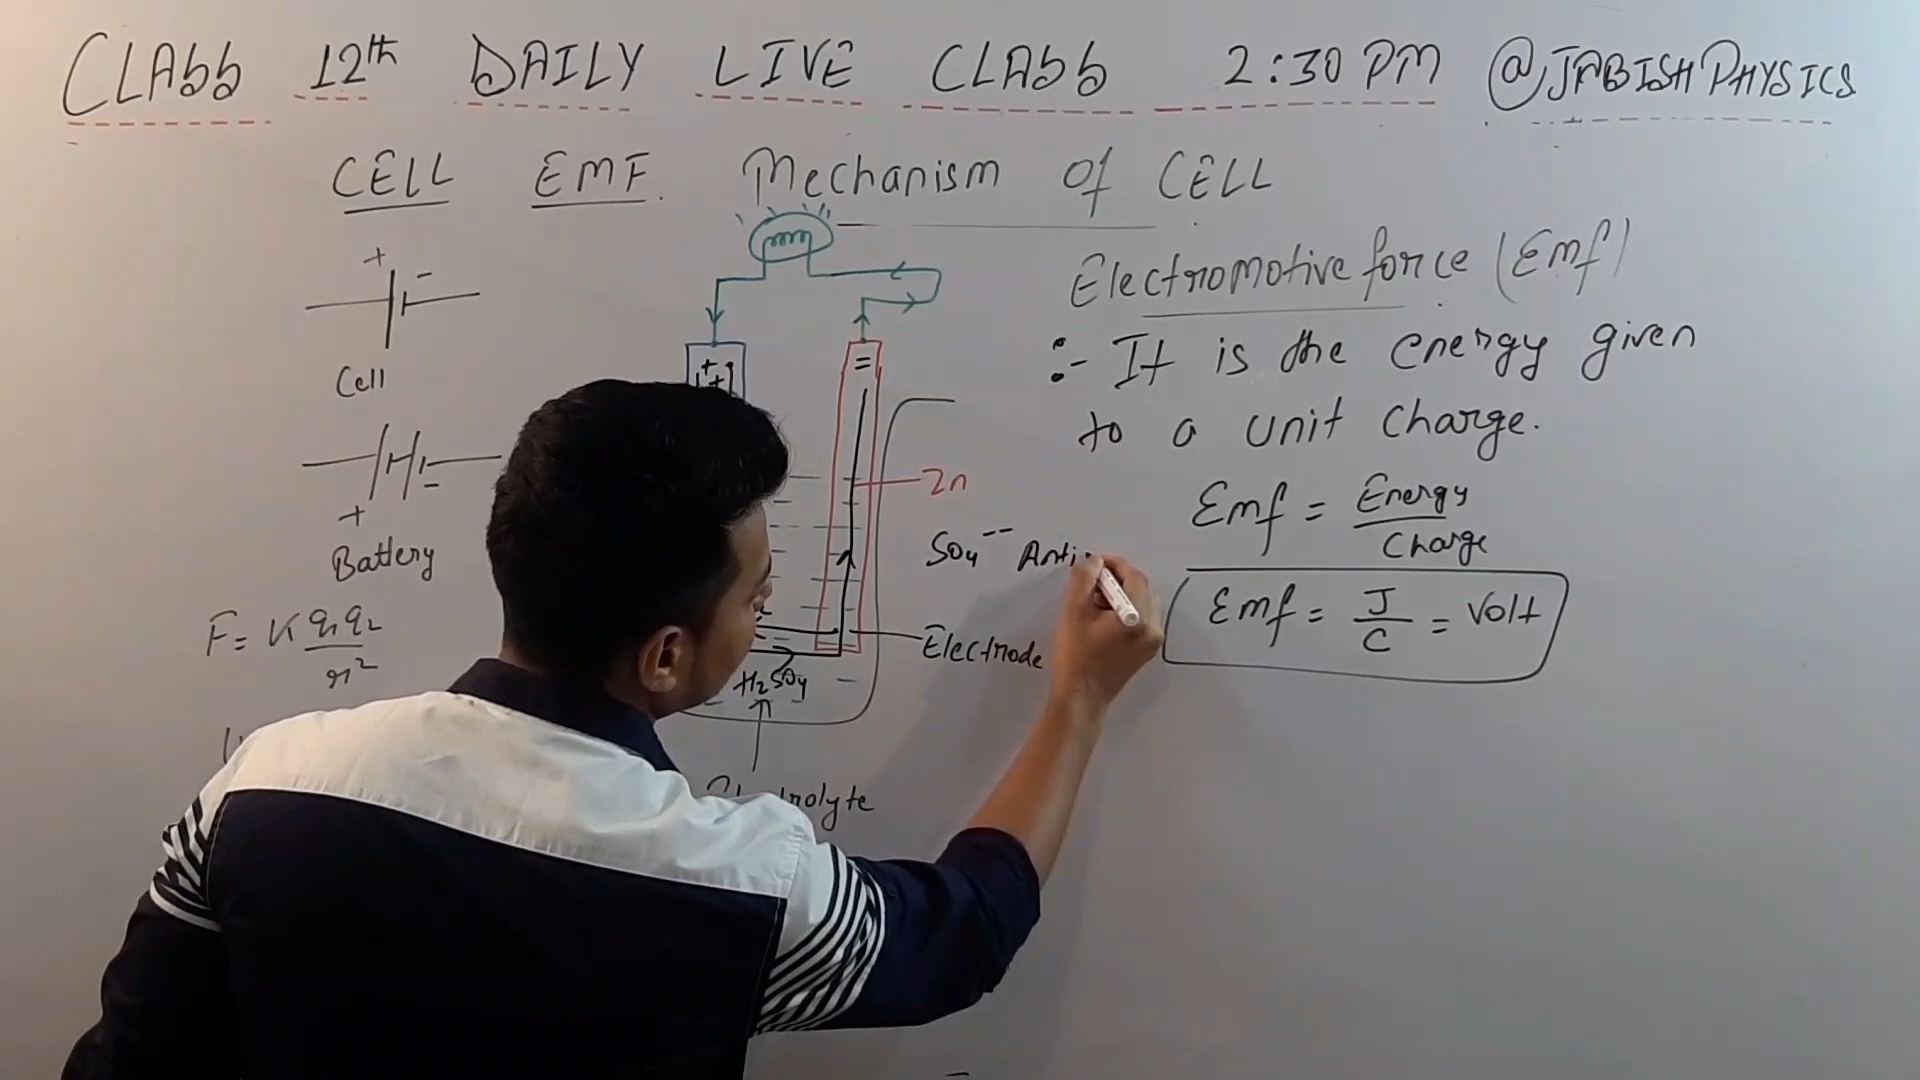 CLASS 12th DAILY LIVE CLASS 2:30 PM @JABISHPHYSICS
CELL EMF. Mechanism of CELL
+ -
Cell
+ -
Battery
F = K q1q2 / r²
+ +
+
=
Zn
SO4-- Anti
Electrode
H2SO4
Electromotive force (Emf)
:- It is the energy given
to a unit charge.
Emf = Energy / Charge
Emf = J / C = Volt